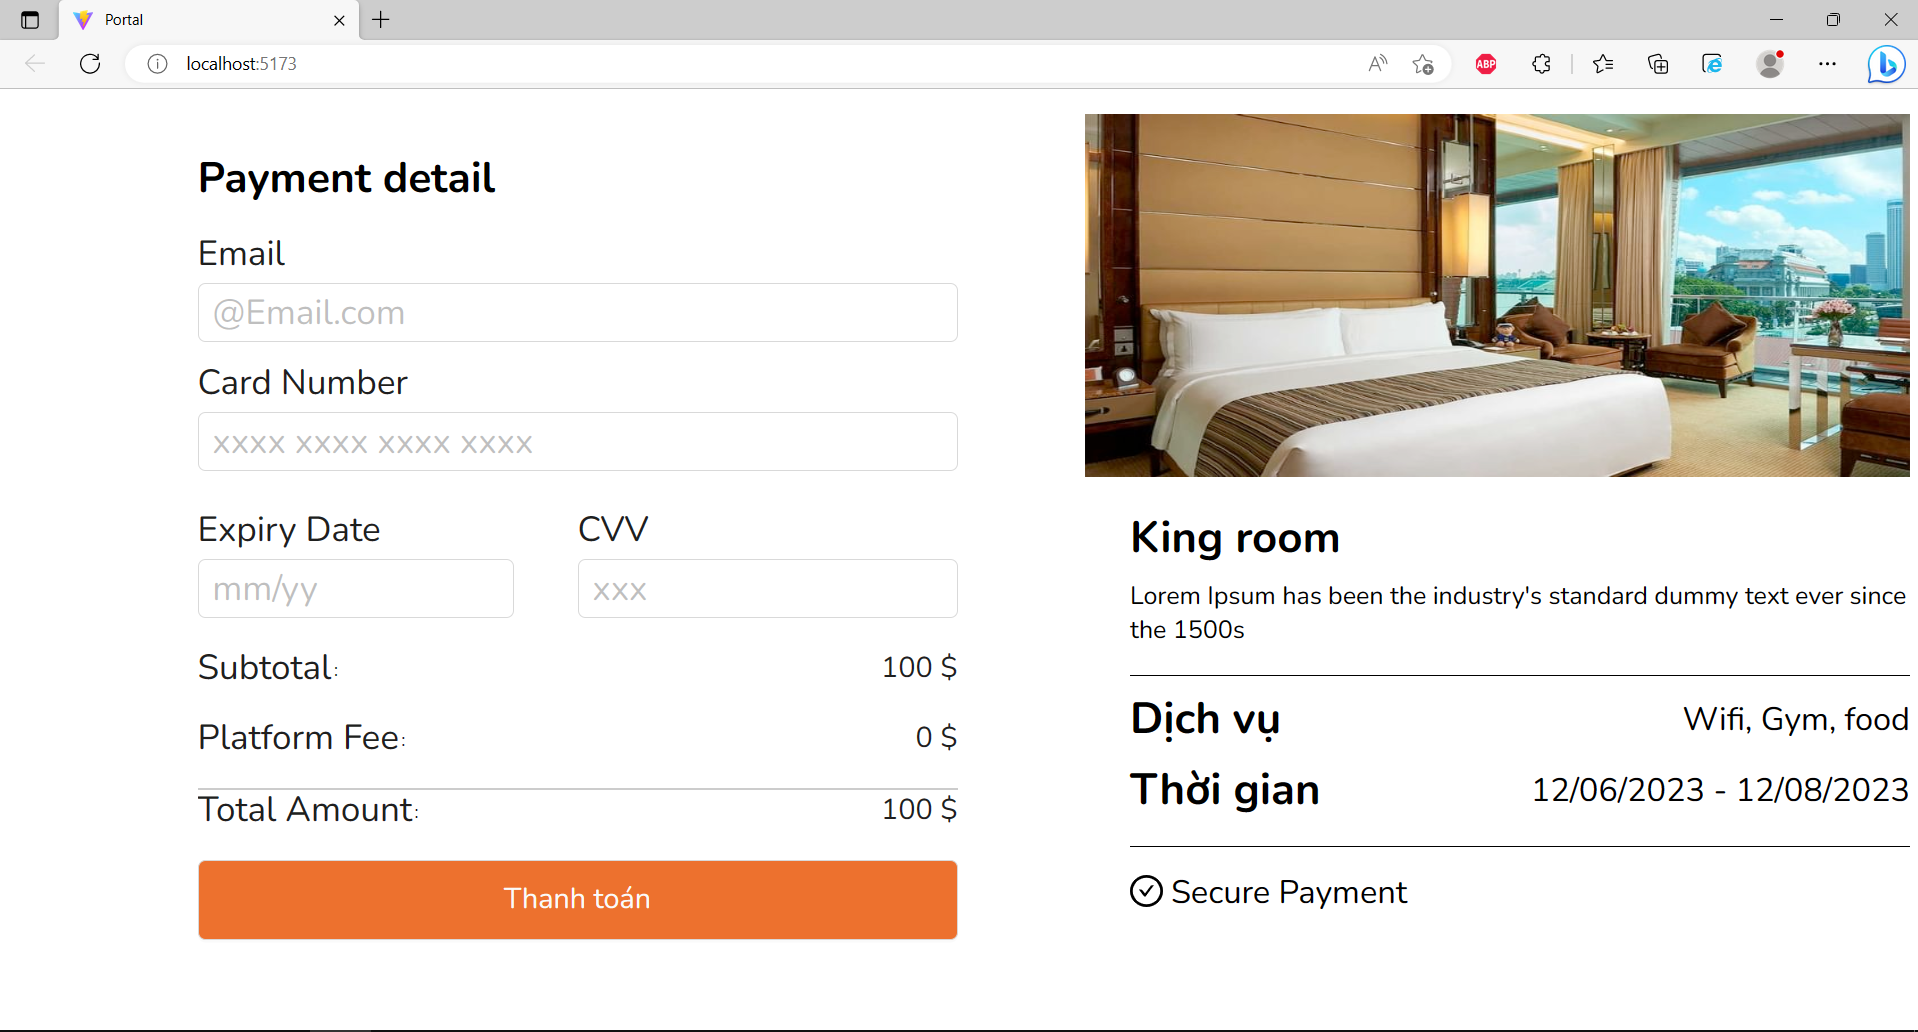 Portal
localhost:5173
ABP
Payment detail
Email
@Email.com
Card Number
xxxx xxxx xxxx xxxx
Expiry Date
CVV
mm/yy
xxx
Subtotal:
100 $
Platform Fee:
0 $
Total Amount:
100 $
Thanh toán
King room
Lorem Ipsum has been the industry's standard dummy text ever since
the 1500s
Dịch vụ
Wifi, Gym, food
Thời gian
12/06/2023 - 12/08/2023
Secure Payment